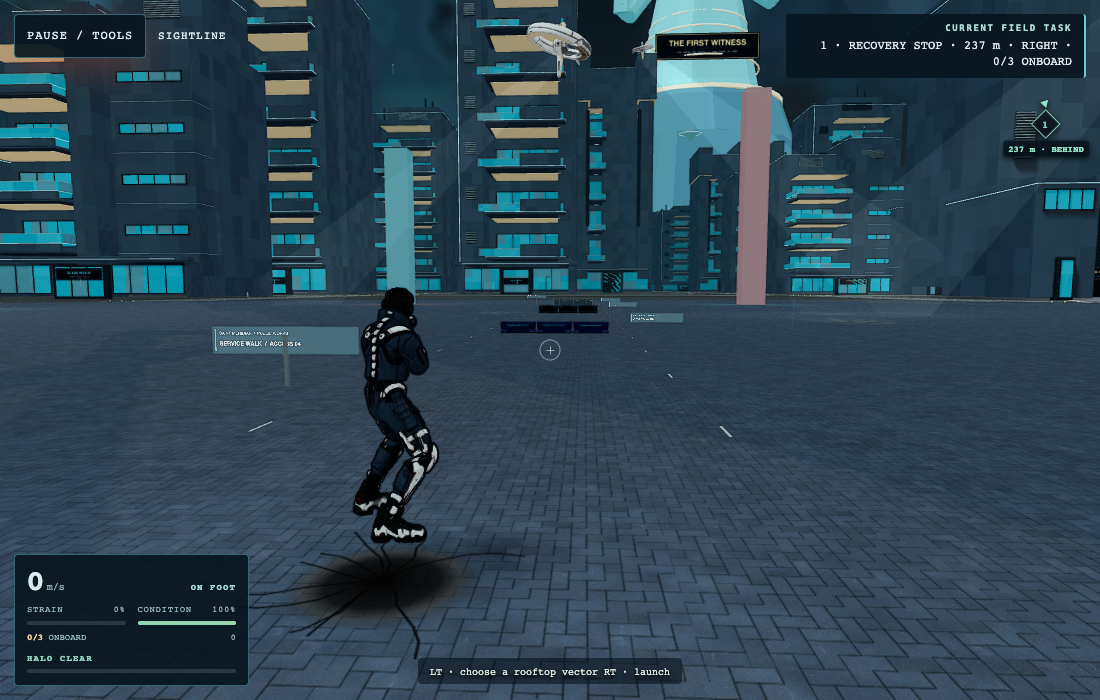 PAUSE / TOOLS
SIGHTLINE
THE FIRST WITNESS
CURRENT FIELD TASK
1 · RECOVERY STOP · 237 m · RIGHT ·
0/3 ONBOARD
1
237 m · BEHIND
SERVICE WALK / ACCESS 04
0 m/s
ON FOOT
STRAIN 0% CONDITION 100%
0/3 ONBOARD 0
HALO CLEAR
LT · choose a rooftop vector RT · launch